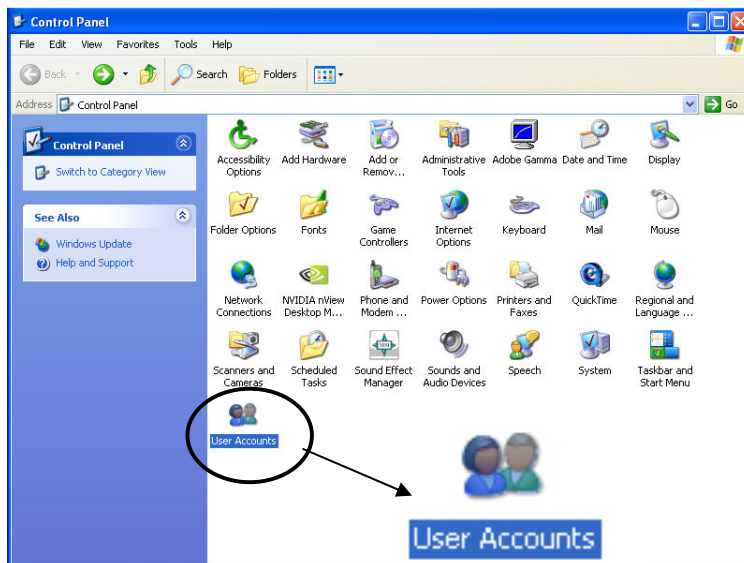 Control Panel
File Edit View Favorites Tools Help
Back Search Folders
Address Control Panel Go
Control Panel
Switch to Category View
See Also
Windows Update
Help and Support
Accessibility Options
Add Hardware
Add or Remov...
Administrative Tools
Adobe Gamma
Date and Time
Display
Folder Options
Fonts
Game Controllers
Internet Options
Keyboard
Mail
Mouse
Network Connections
NVIDIA nView Desktop M...
Phone and Modem ...
Power Options
Printers and Faxes
QuickTime
Regional and Language ...
Scanners and Cameras
Scheduled Tasks
Sound Effect Manager
Sounds and Audio Devices
Speech
System
Taskbar and Start Menu
User Accounts
User Accounts